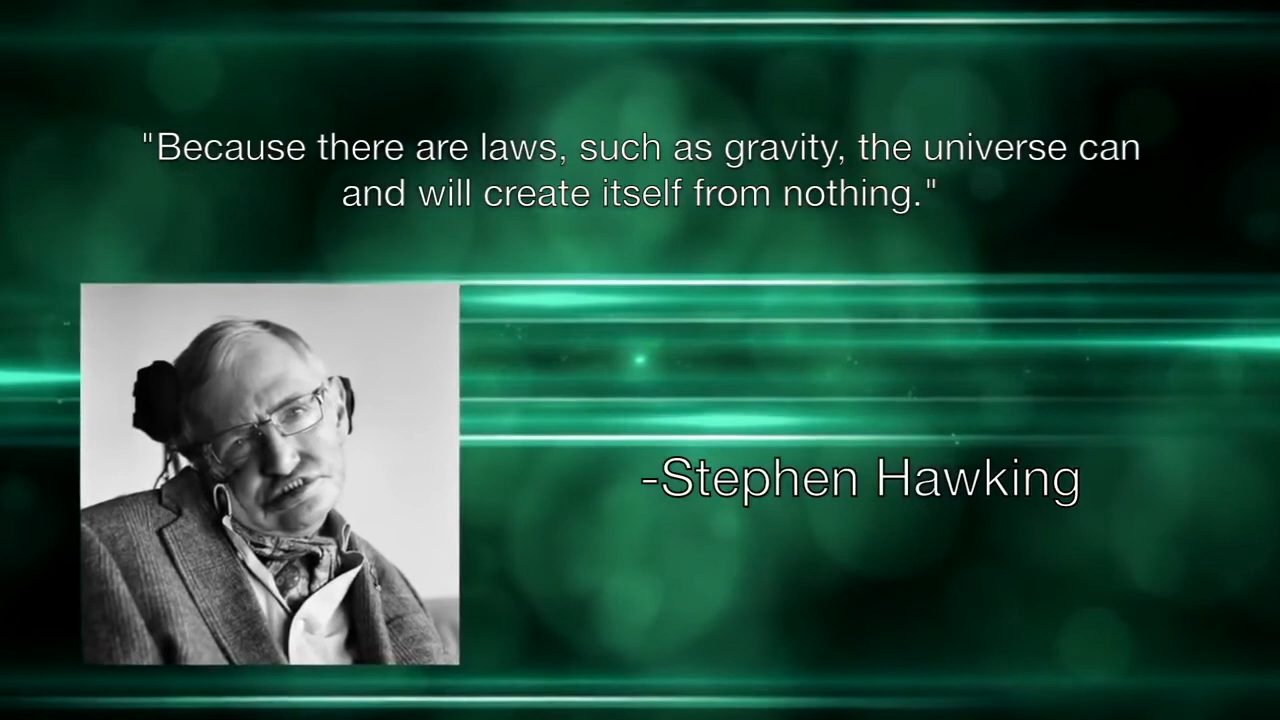 "Because there are laws, such as gravity, the universe can
and will create itself from nothing."
-Stephen Hawking